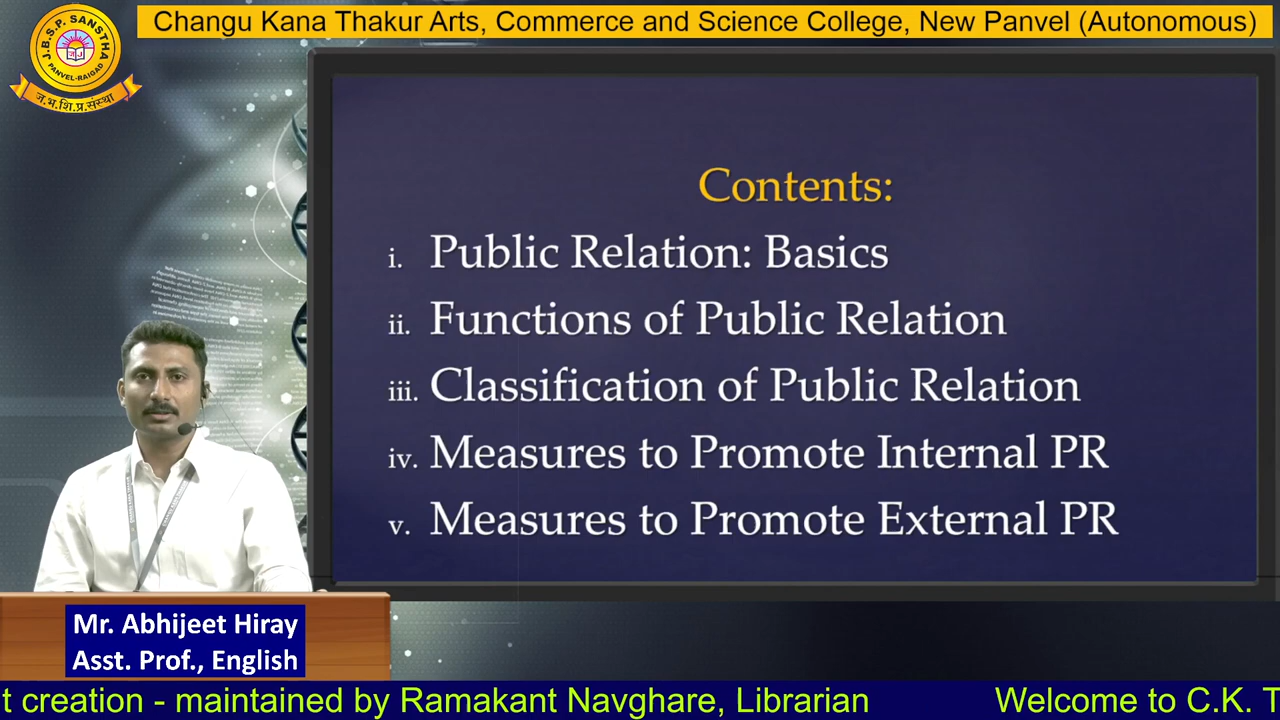 Changu Kana Thakur Arts, Commerce and Science College, New Panvel (Autonomous)
J.B.S.P. SANSTHA
PANVEL-RAIGAD
ज.भ.शि.प्र.संस्था
Contents:
i. Public Relation: Basics
ii. Functions of Public Relation
iii. Classification of Public Relation
iv. Measures to Promote Internal PR
v. Measures to Promote External PR
Mr. Abhijeet Hiray
Asst. Prof., English
t creation - maintained by Ramakant Navghare, Librarian Welcome to C.K. T